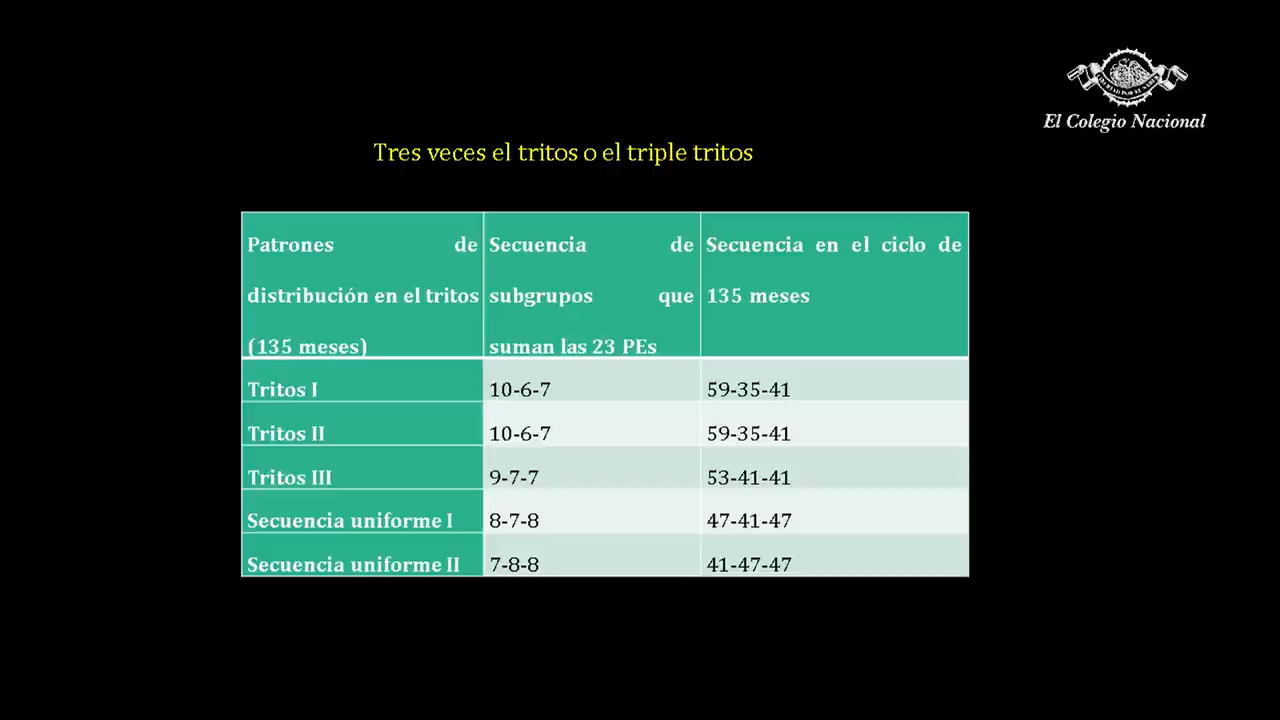 El Colegio Nacional
Tres veces el tritos o el triple tritos
Patrones de distribución en el tritos (135 meses)
Secuencia de subgrupos que suman las 23 PEs
Secuencia en el ciclo de 135 meses
Tritos I 10-6-7 59-35-41
Tritos II 10-6-7 59-35-41
Tritos III 9-7-7 53-41-41
Secuencia uniforme I 8-7-8 47-41-47
Secuencia uniforme II 7-8-8 41-47-47